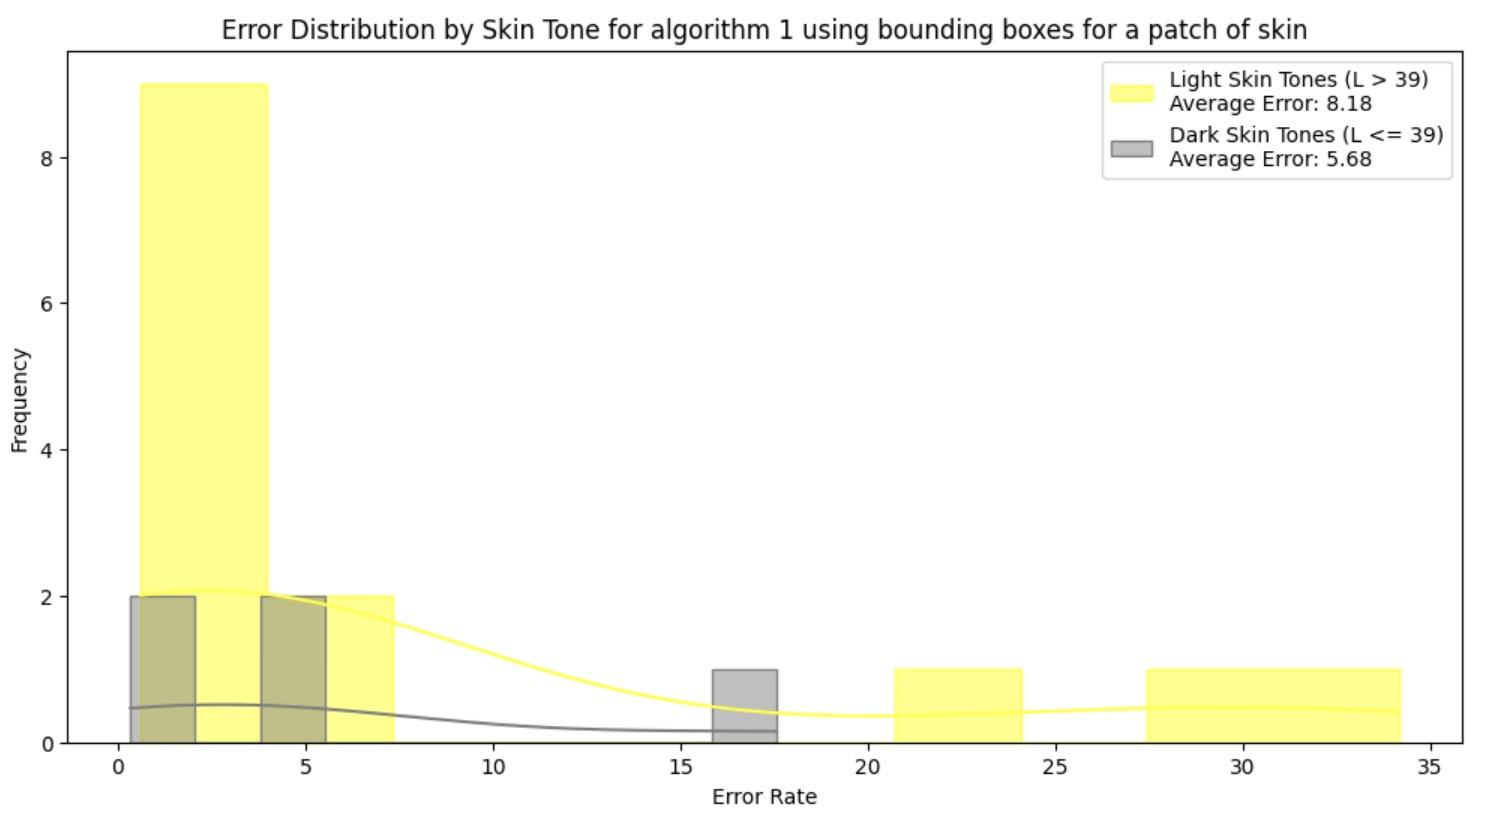 Error Distribution by Skin Tone for algorithm 1 using bounding boxes for a patch of skin
Light Skin Tones (L > 39)
Average Error: 8.18
Dark Skin Tones (L <= 39)
Average Error: 5.68
Frequency
8
6
4
2
0
0 5 10 15 20 25 30 35
Error Rate